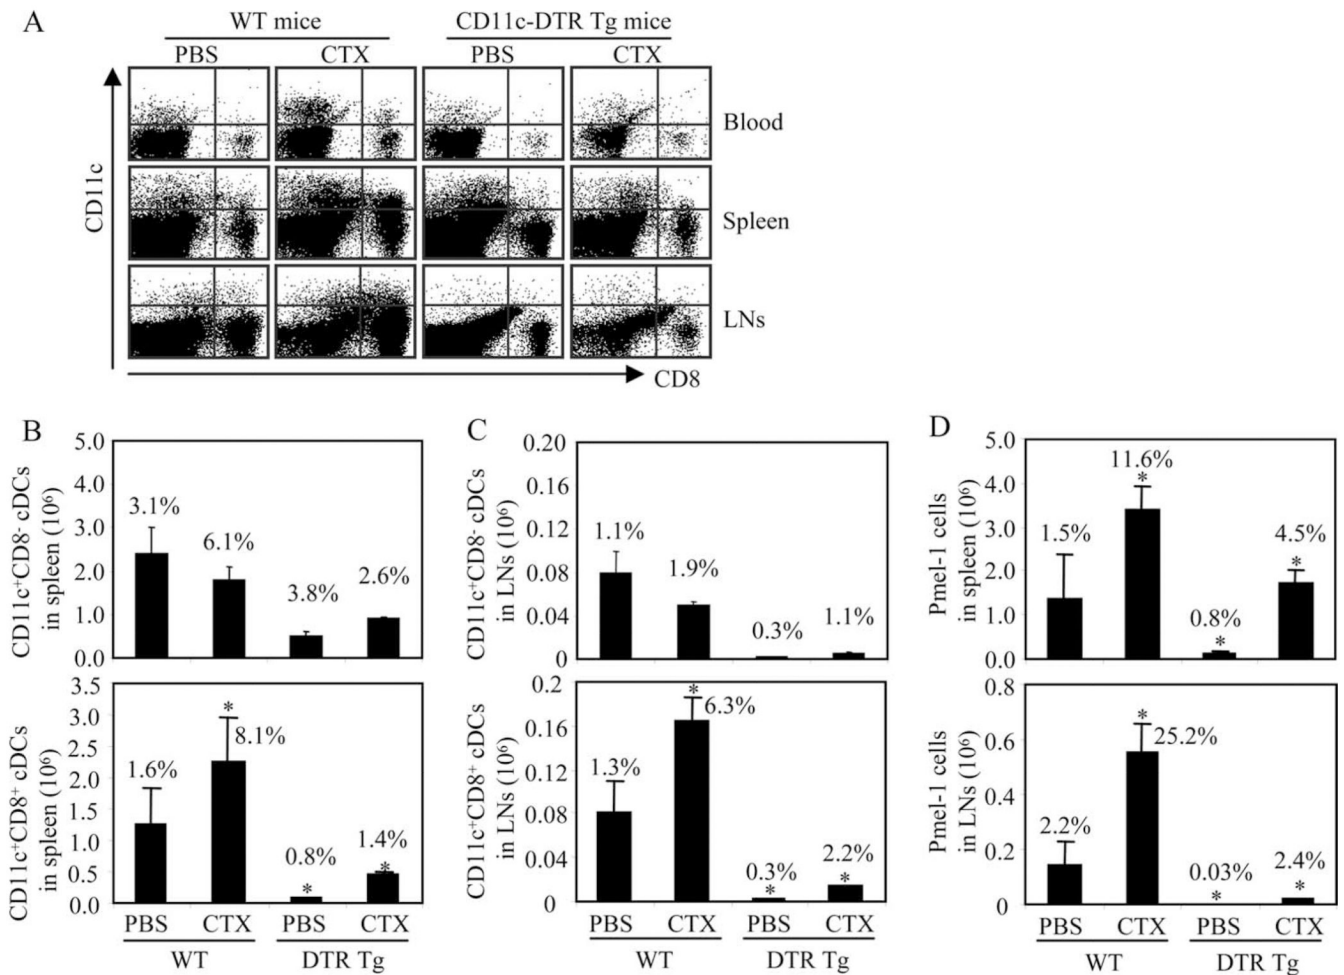 A
WT mice
CD11c-DTR Tg mice
PBS
CTX
PBS
CTX
Blood
Spleen
LNs
CD11c
CD8
B
CD11c⁺CD8⁻ cDCs
in spleen (10⁶)
5.0
4.0
3.0
2.0
1.0
0.0
3.1%
6.1%
3.8%
2.6%
CD11c⁺CD8⁺ cDCs
in spleen (10⁶)
3.5
3.0
2.5
2.0
1.5
1.0
0.5
0.0
1.6%
*
8.1%
0.8%
*
1.4%
*
PBS
CTX
PBS
CTX
WT
DTR Tg
C
CD11c⁺CD8⁻ cDCs
in LNs (10⁶)
0.20
0.16
0.12
0.08
0.04
0
1.1%
1.9%
0.3%
1.1%
CD11c⁺CD8⁺ cDCs
in LNs (10⁶)
0.2
0.16
0.12
0.08
0.04
0
1.3%
*
6.3%
0.3%
*
2.2%
*
PBS
CTX
PBS
CTX
WT
DTR Tg
D
Pmel-1 cells
in spleen (10⁶)
5.0
4.0
3.0
2.0
1.0
0.0
1.5%
11.6%
*
0.8%
*
4.5%
*
Pmel-1 cells
in LNs (10⁶)
0.8
0.6
0.4
0.2
0
2.2%
*
25.2%
0.03%
*
2.4%
*
PBS
CTX
PBS
CTX
WT
DTR Tg